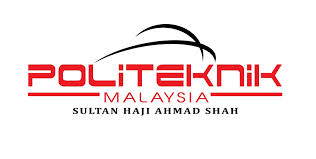 POLiTEKNiK
MALAYSIA
SULTAN HAJI AHMAD SHAH